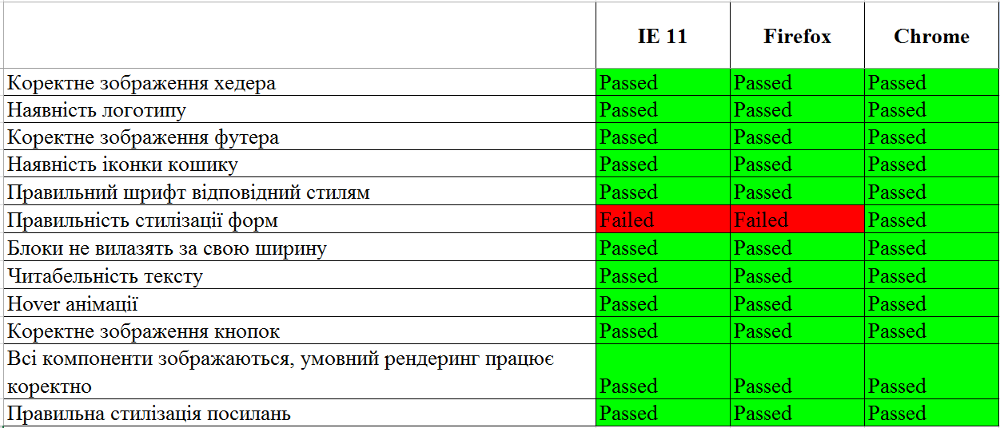 IE 11 Firefox Chrome
Коректне зображення хедера Passed Passed Passed
Наявність логотипу Passed Passed Passed
Коректне зображення футера Passed Passed Passed
Наявність іконки кошику Passed Passed Passed
Правильний шрифт відповідний стилям Passed Passed Passed
Правильність стилізації форм Failed Failed Passed
Блоки не вилазять за свою ширину Passed Passed Passed
Читабельність тексту Passed Passed Passed
Hover анімації Passed Passed Passed
Коректне зображення кнопок Passed Passed Passed
Всі компоненти зображаються, умовний рендеринг працює
коректно Passed Passed Passed
Правильна стилізація посилань Passed Passed Passed